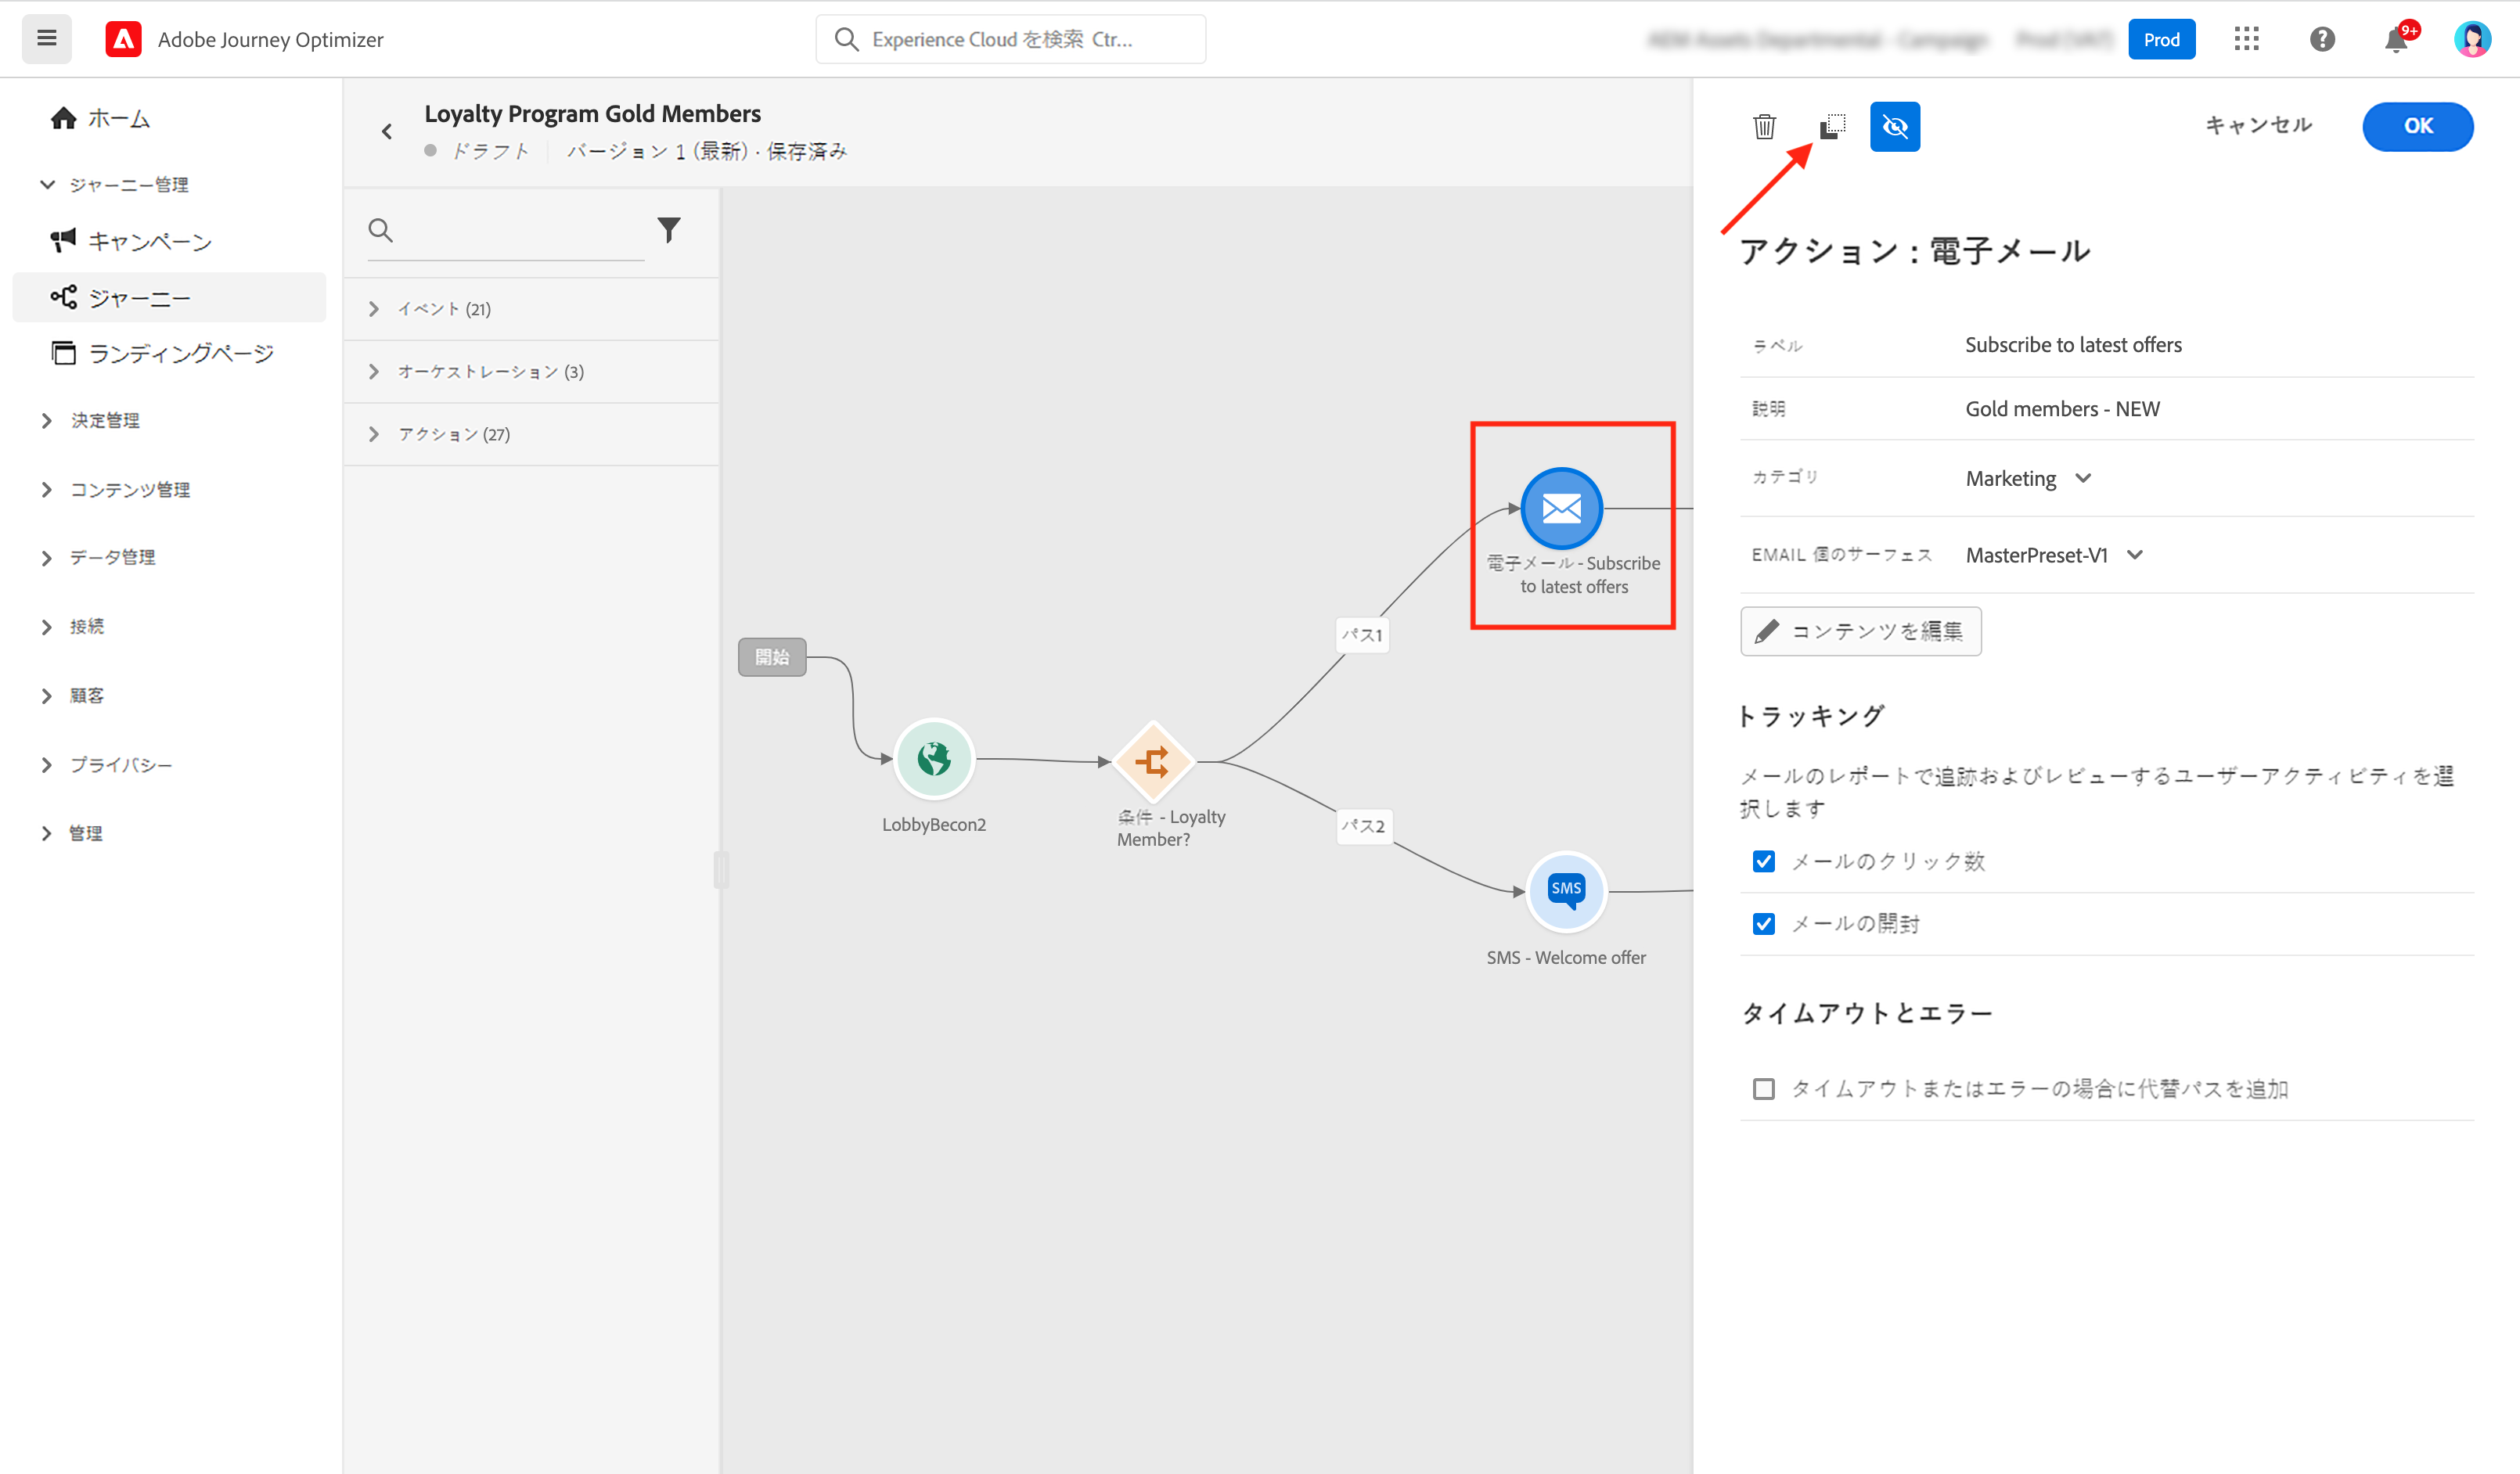 Adobe Journey Optimizer
Experience Cloud を検索 Ctr...
Prod
9+
ホーム
ジャーニー管理
キャンペーン
ジャーニー
ランディングページ
決定管理
コンテンツ管理
データ管理
接続
顧客
プライバシー
管理
Loyalty Program Gold Members
ドラフト
バージョン 1 (最新) · 保存済み
イベント (21)
オーケストレーション (3)
アクション (27)
開始
LobbyBecon2
条件 - Loyalty
Member?
パス1
パス2
電子メール - Subscribe
to latest offers
SMS
SMS - Welcome offer
キャンセル
OK
アクション : 電子メール
ラベル
Subscribe to latest offers
説明
Gold members - NEW
カテゴリ
Marketing
EMAIL 個のサーフェス
MasterPreset-V1
コンテンツを編集
トラッキング
メールのレポートで追跡およびレビューするユーザーアクティビティを選
択します
メールのクリック数
メールの開封
タイムアウトとエラー
タイムアウトまたはエラーの場合に代替パスを追加